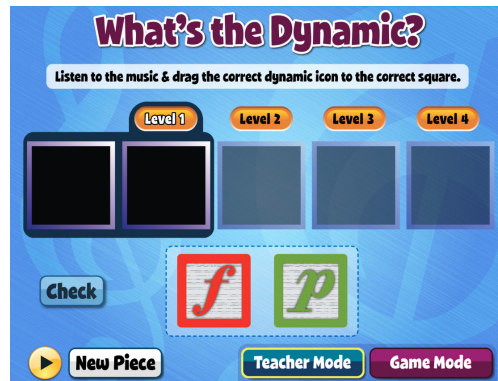 What's the Dynamic?
Listen to the music & drag the correct dynamic icon to the correct square.
Level 1 Level 2 Level 3 Level 4
f p
Check
New Piece Teacher Mode Game Mode